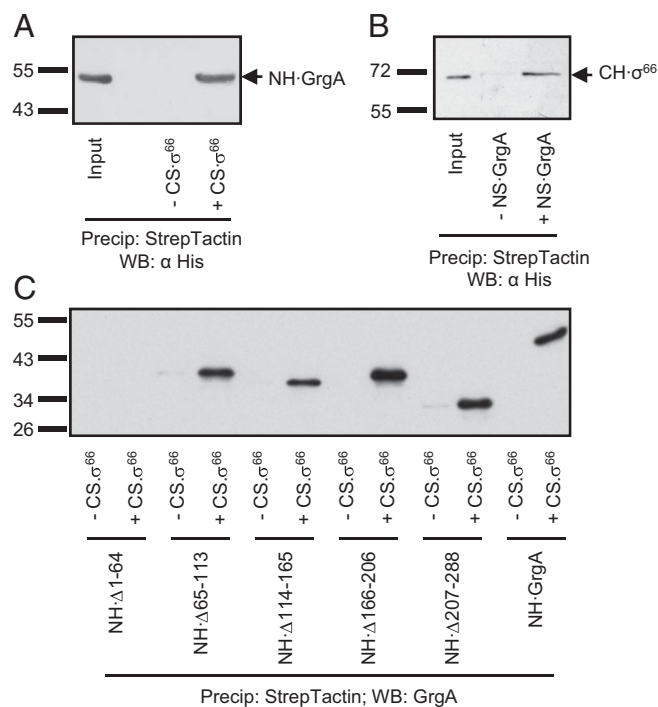 A
55
43
NH·GrgA
Input
- CS·σ⁶⁶
+ CS·σ⁶⁶
Precip: StrepTactin
WB: α His
B
72
55
CH·σ⁶⁶
Input
- NS·GrgA
+ NS·GrgA
Precip: StrepTactin
WB: α His
C
55
43
34
26
- CS.σ⁶⁶
+ CS.σ⁶⁶
- CS.σ⁶⁶
+ CS.σ⁶⁶
- CS.σ⁶⁶
+ CS.σ⁶⁶
- CS.σ⁶⁶
+ CS.σ⁶⁶
- CS.σ⁶⁶
+ CS.σ⁶⁶
- CS.σ⁶⁶
+ CS.σ⁶⁶
NH·Δ1-64
NH·Δ65-113
NH·Δ114-165
NH·Δ166-206
NH·Δ207-288
NH·GrgA
Precip: StrepTactin; WB: GrgA